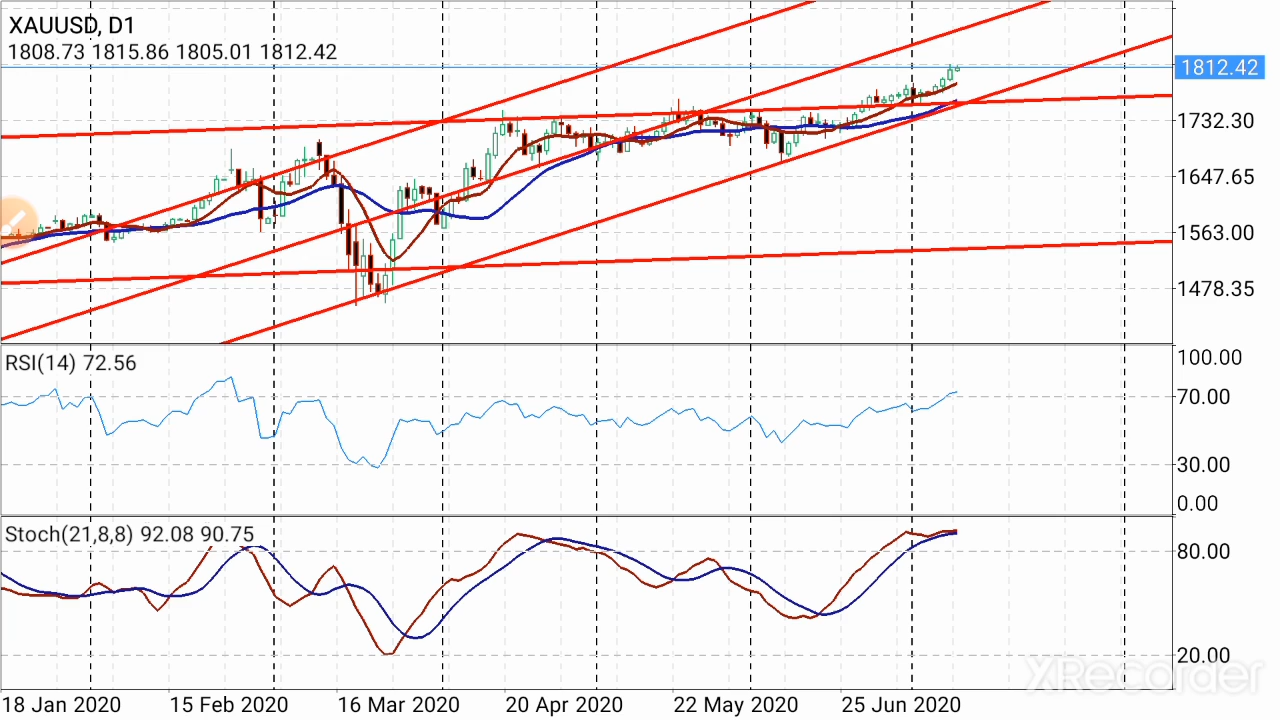 XAUUSD, D1
1808.73 1815.86 1805.01 1812.42
1812.42
1732.30
1647.65
1563.00
1478.35
RSI(14) 72.56
100.00
70.00
30.00
0.00
Stoch(21,8,8) 92.08 90.75
80.00
20.00
XRecorder
18 Jan 2020 15 Feb 2020 16 Mar 2020 20 Apr 2020 22 May 2020 25 Jun 2020